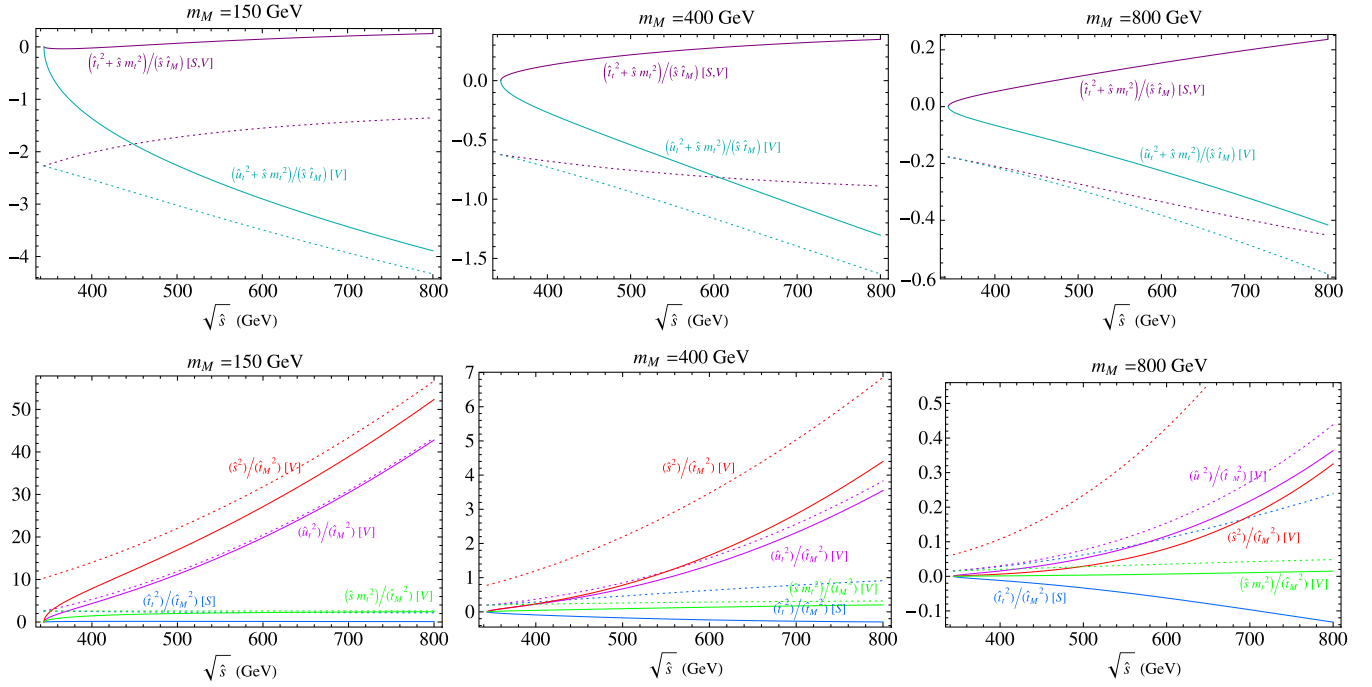 m_M = 150 GeV
0
−1
−2
−3
−4
(t̂_t² + ŝ m_t²)/(ŝ t̂_M) [S,V]
(û_t² + ŝ m_t²)/(ŝ t̂_M) [V]
400 500 600 700 800
√ŝ (GeV)
m_M = 400 GeV
0.0
−0.5
−1.0
−1.5
(t̂_t² + ŝ m_t²)/(ŝ t̂_M) [S,V]
(û_t² + ŝ m_t²)/(ŝ t̂_M) [V]
400 500 600 700 800
√ŝ (GeV)
m_M = 800 GeV
0.2
0.0
−0.2
−0.4
−0.6
(t̂_t² + ŝ m_t²)/(ŝ t̂_M) [S,V]
(û_t² + ŝ m_t²)/(ŝ t̂_M) [V]
400 500 600 700 800
√ŝ (GeV)
m_M = 150 GeV
50
40
30
20
10
0
(ŝ²)/(t̂_M²) [V]
(û_t²)/(t̂_M²) [V]
(t̂_t²)/(t̂_M²) [S]
(ŝ m_t²)/(t̂_M²) [V]
400 500 600 700 800
√ŝ (GeV)
m_M = 400 GeV
7
6
5
4
3
2
1
0
(ŝ²)/(t̂_M²) [V]
(û_t²)/(t̂_M²) [V]
(ŝ m_t²)/(t̂_M²) [V]
(t̂_t²)/(t̂_M²) [S]
400 500 600 700 800
√ŝ (GeV)
m_M = 800 GeV
0.5
0.4
0.3
0.2
0.1
0.0
−0.1
(û ²)/(t̂_M²) [V]
(ŝ²)/(t̂_M²) [V]
(ŝ m_t²)/(t̂_M²) [V]
(t̂_t²)/(t̂_M²) [S]
400 500 600 700 800
√ŝ (GeV)